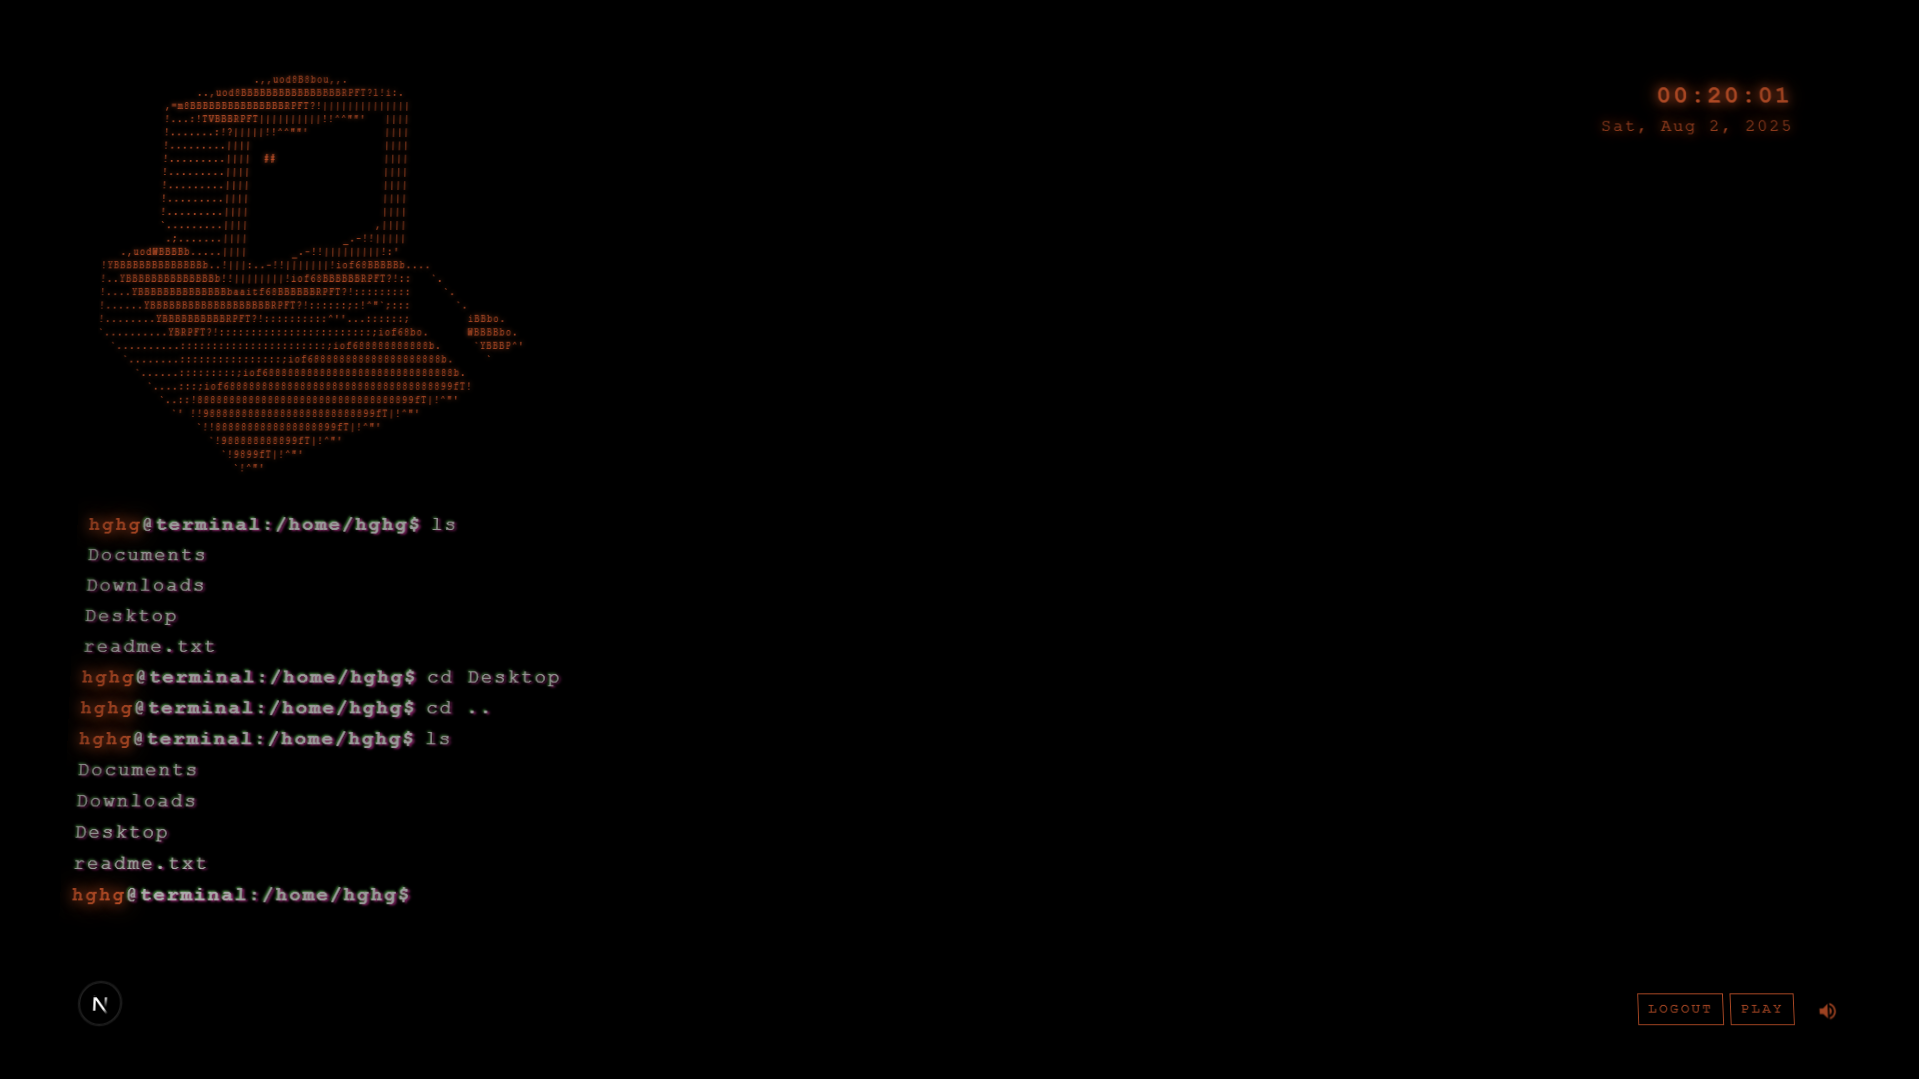 00:20:01
Sat, Aug 2, 2025
hghg@terminal:/home/hghg$ ls
Documents
Downloads
Desktop
readme.txt
hghg@terminal:/home/hghg$ cd Desktop
hghg@terminal:/home/hghg$ cd ..
hghg@terminal:/home/hghg$ ls
Documents
Downloads
Desktop
readme.txt
hghg@terminal:/home/hghg$
N
LOGOUT PLAY